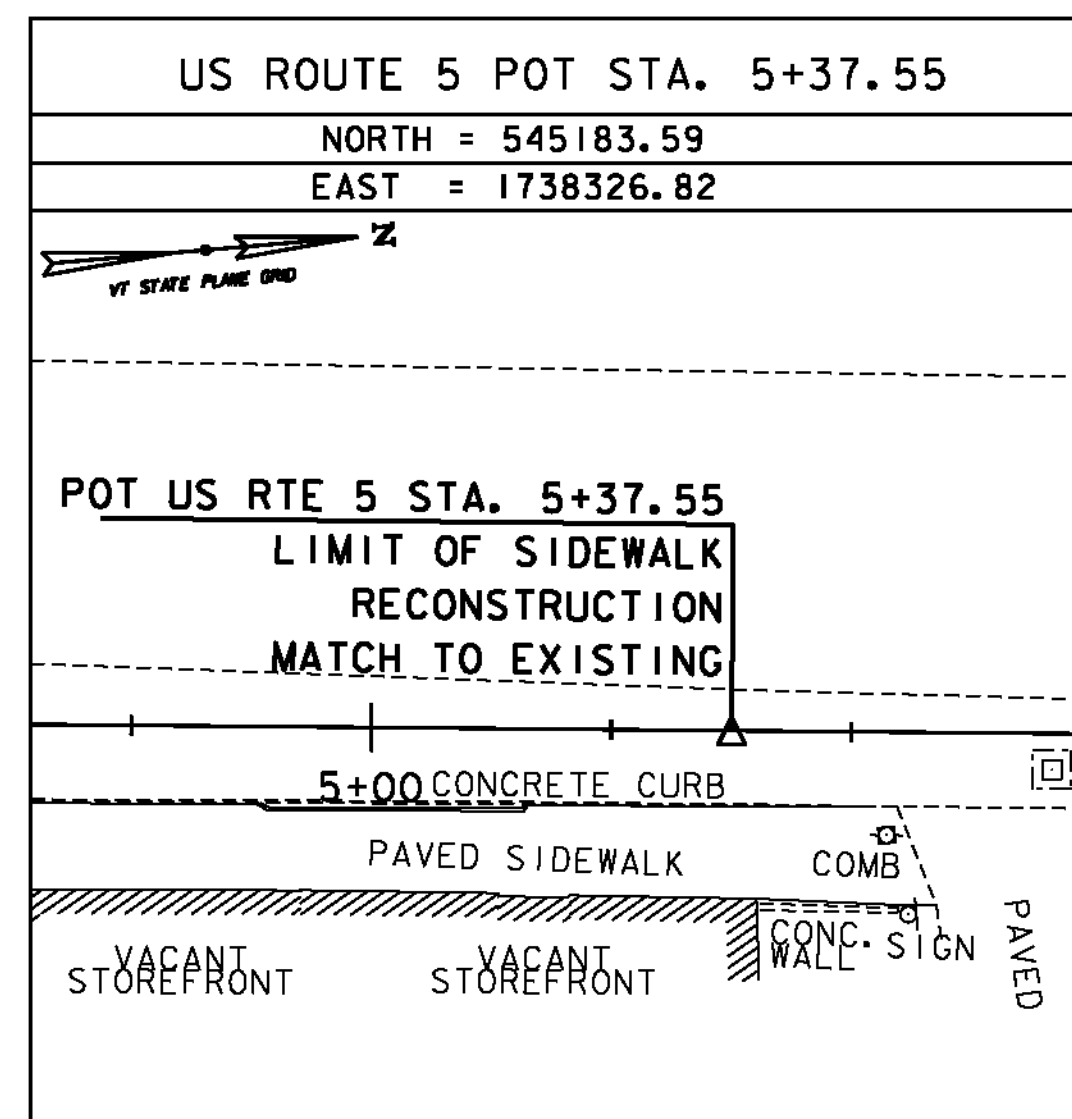 US ROUTE 5 POT STA. 5+37.55
NORTH = 545183.59
EAST = 1738326.82
N
VT STATE PLANE GRID
POT US RTE 5 STA. 5+37.55
LIMIT OF SIDEWALK
RECONSTRUCTION
MATCH TO EXISTING
5+00 CONCRETE CURB
PAVED SIDEWALK
COMB
VACANT
STOREFRONT
VACANT
STOREFRONT
CONC.
WALL
SIGN
PAVED